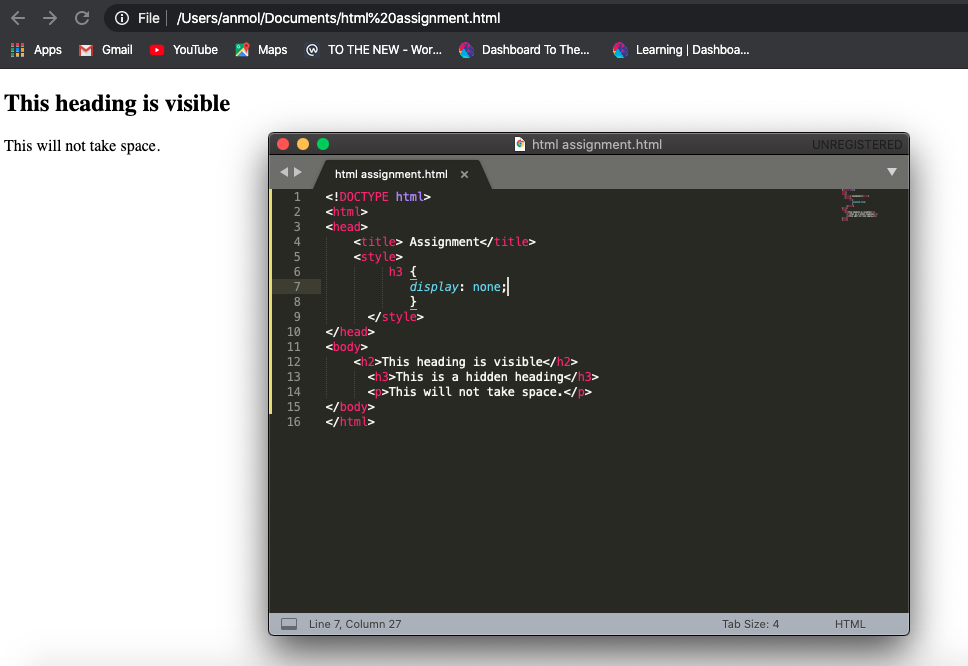 File /Users/anmol/Documents/html%20assignment.html
Apps Gmail YouTube Maps TO THE NEW - Wor... Dashboard To The... Learning | Dashboa...
This heading is visible
This will not take space.
html assignment.html UNREGISTERED
html assignment.html ×
1 <!DOCTYPE html>
2 <html>
3 <head>
4 <title> Assignment</title>
5 <style>
6 h3 {
7 display: none;
8 }
9 </style>
10 </head>
11 <body>
12 <h2>This heading is visible</h2>
13 <h3>This is a hidden heading</h3>
14 <p>This will not take space.</p>
15 </body>
16 </html>
Line 7, Column 27 Tab Size: 4 HTML